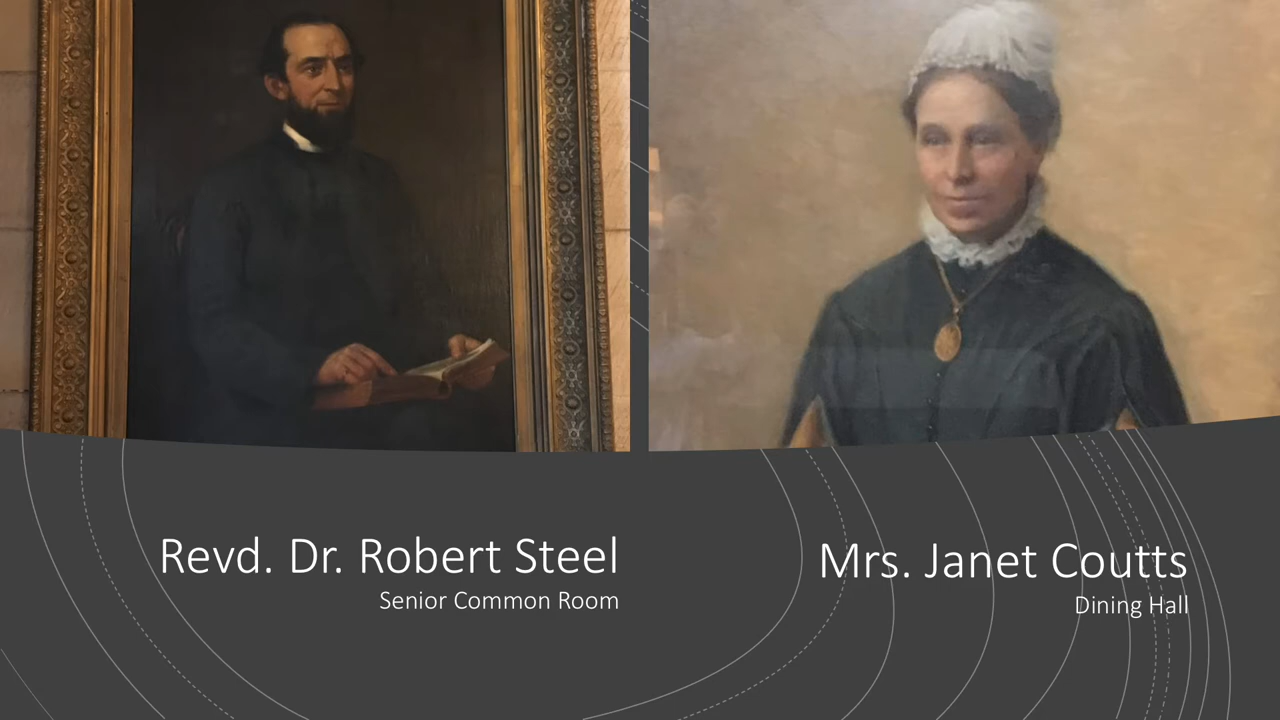 Revd. Dr. Robert Steel
Senior Common Room
Mrs. Janet Coutts
Dining Hall